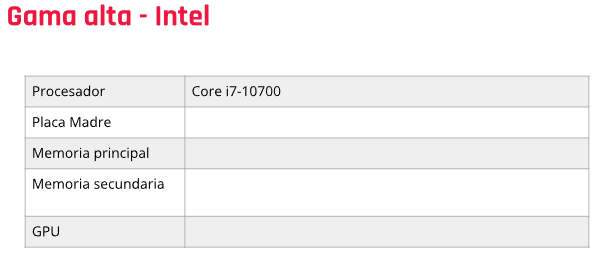 Gama alta - Intel
Procesador Core i7-10700
Placa Madre
Memoria principal
Memoria secundaria
GPU